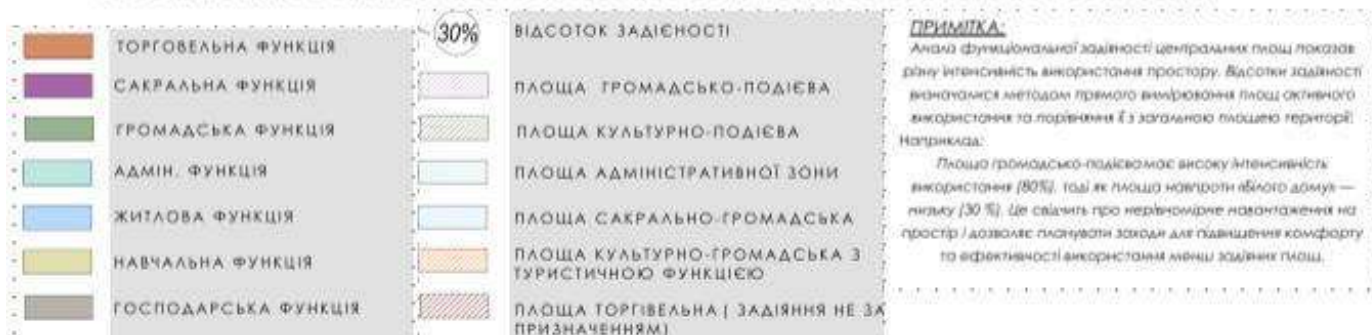 ТОРГОВЕЛЬНА ФУНКЦІЯ
САКРАЛЬНА ФУНКЦІЯ
ГРОМАДСЬКА ФУНКЦІЯ
АДМІН. ФУНКЦІЯ
ЖИТЛОВА ФУНКЦІЯ
НАВЧАЛЬНА ФУНКЦІЯ
ГОСПОДАРСЬКА ФУНКЦІЯ
30%
ВІДСОТОК ЗАДІЄНОСТІ
ПЛОЩА ГРОМАДСЬКО-ПОДІЄВА
ПЛОЩА КУЛЬТУРНО-ПОДІЄВА
ПЛОЩА АДМІНІСТРАТИВНОЇ ЗОНИ
ПЛОЩА САКРАЛЬНО-ГРОМАДСЬКА
ПЛОЩА КУЛЬТУРНО-ГРОМАДСЬКА З
ТУРИСТИЧНОЮ ФУНКЦІЄЮ
ПЛОЩА ТОРГІВЕЛЬНА ( ЗАДІЯННЯ НЕ ЗА
ПРИЗНАЧЕННЯМ)
ПРИМІТКА:
Аналіз функціональної задіяності центральних площ показав
різну інтенсивність використання простору. Відсотки задіяності
визначалися методом прямого вимірювання площ активного
використання та порівняння її з загальною площею території:
Наприклад:
Площа громадсько-подієва має високу інтенсивність
використання (80%), тоді як площа навпроти «Білого дому» —
низьку (30 %). Це свідчить про нерівномірне навантаження на
простір і дозволяє планувати заходи для підвищення комфорту
та ефективності використання менш задіяних площ.